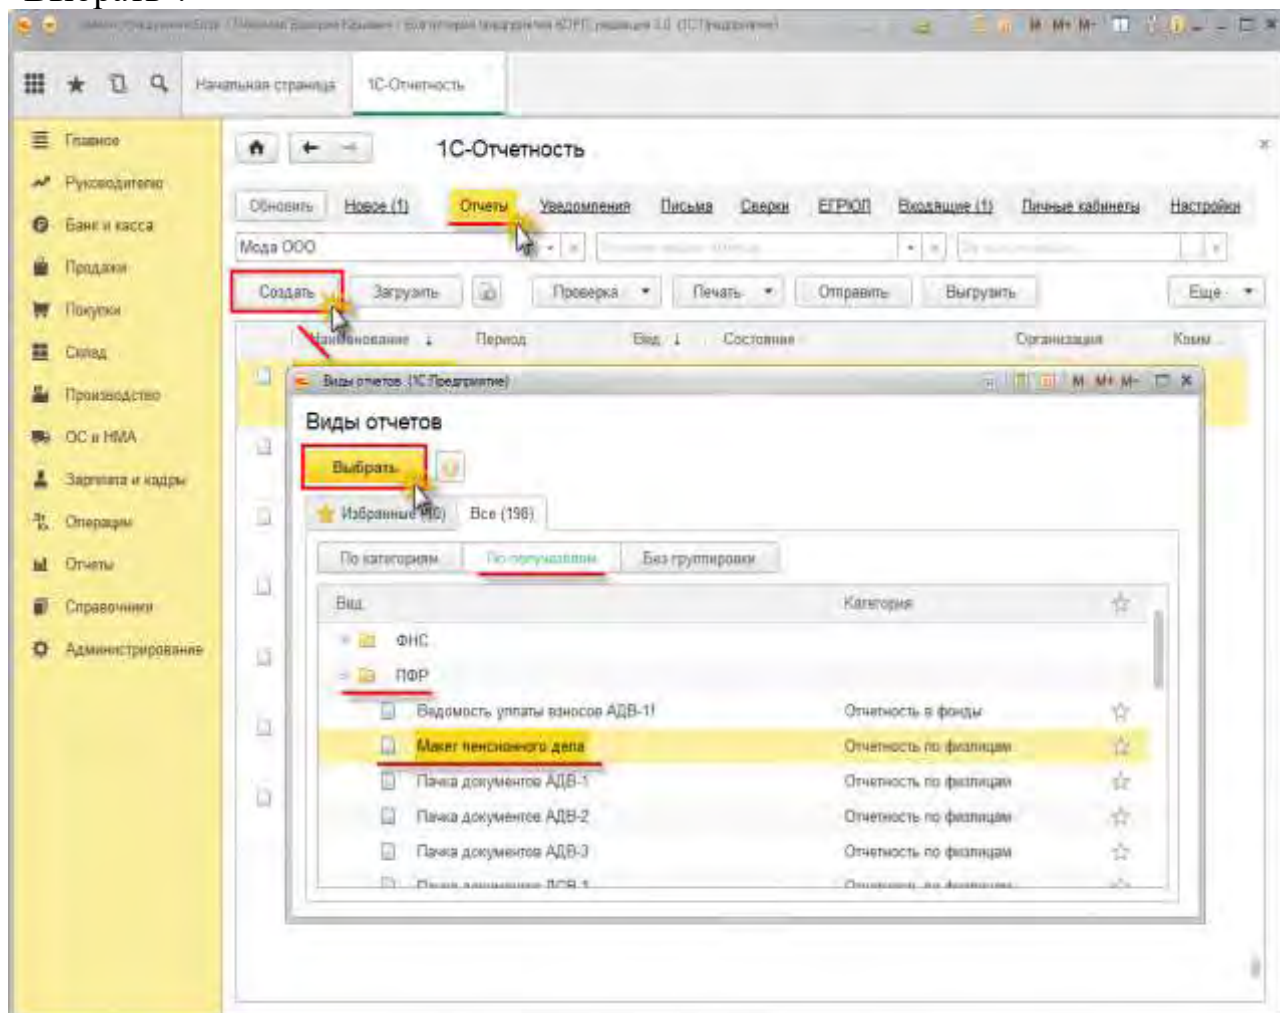 "Выбрать".
Начальная страница
1С-Отчетность
Главное
Руководителю
Банк и касса
Продажи
Покупки
Склад
Производство
ОС и НМА
Зарплата и кадры
Операции
Отчеты
Справочники
Администрирование
1С-Отчетность
Обновить Новое (1) Отчеты Уведомления Письма Сверки ЕГРЮЛ Входящие (1) Личные кабинеты Настройки
Мода ООО
Создать Загрузить Проверка Печать Отправить Выгрузить Еще
Наименование Период Вид Состояние Организация Комм...
Виды отчетов (1С:Предприятие) M M+ M-
Виды отчетов
Выбрать
Избранные Все (196)
По категориям По получателям Без группировки
Вид Категория
ФНС
ПФР
Ведомость уплаты взносов АДВ-11 Отчетность в фонды
Макет пенсионного дела Отчетность по физлицам
Пачка документов АДВ-1 Отчетность по физлицам
Пачка документов АДВ-2 Отчетность по физлицам
Пачка документов АДВ-3 Отчетность по физлицам